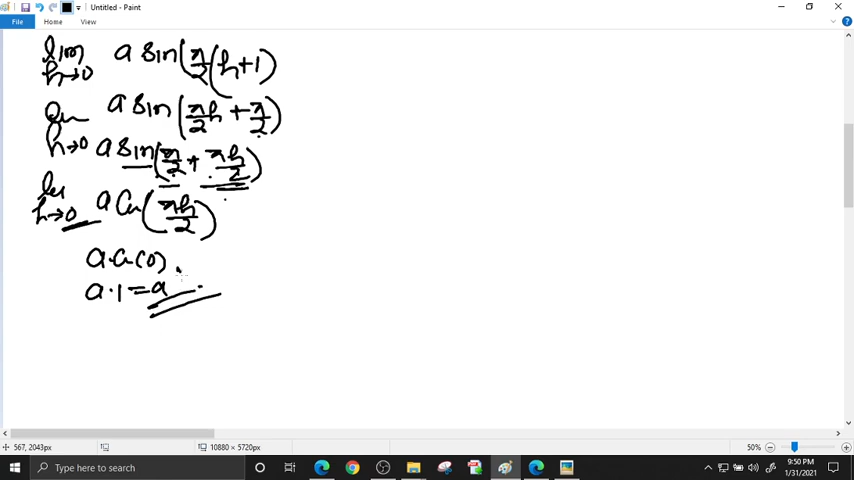 Untitled - Paint
File Home View
lim h→0 a sin(π/2(h+1)
lim h→0 a sin(πh/2 + π/2)
a sin(π/2 + πh/2)
lim h→0 a Cos(πh/2)
a·Cos(0)
a·1 = a
567, 2043px 10880 × 5720px 50%
Type here to search
9:50 PM
1/31/2021